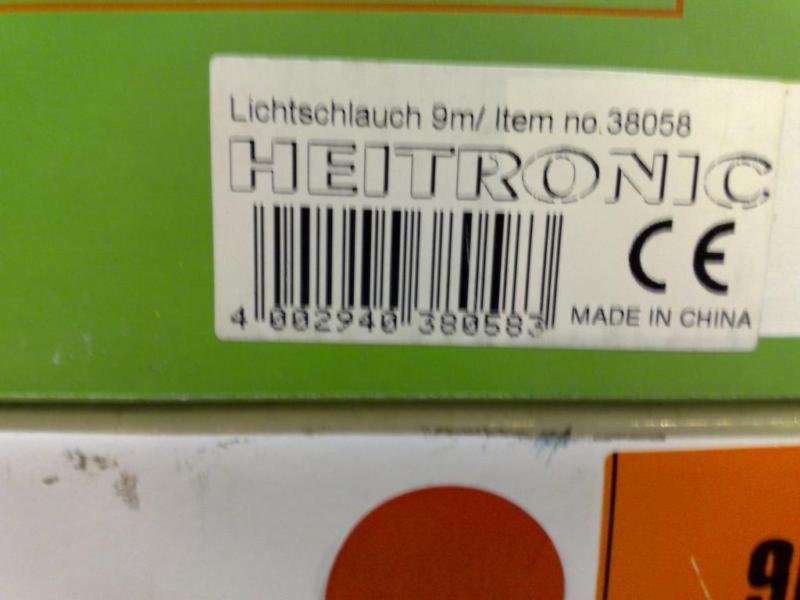 Lichtschlauch 9m/ Item no.38058
HEITRONIC
CE
4 002940 380583
MADE IN CHINA